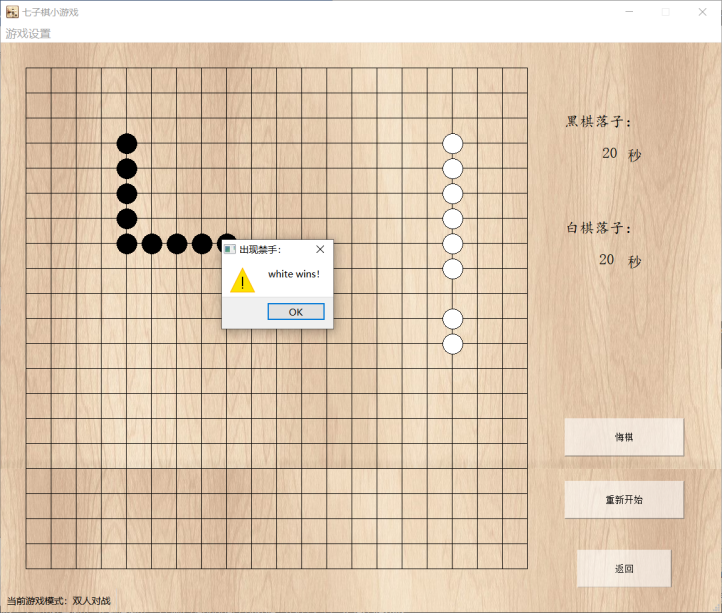 七子棋小游戏
游戏设置
黑棋落子：
20 秒
白棋落子：
20 秒
出现禁手：
white wins!
OK
悔棋
重新开始
返回
当前游戏模式：双人对战